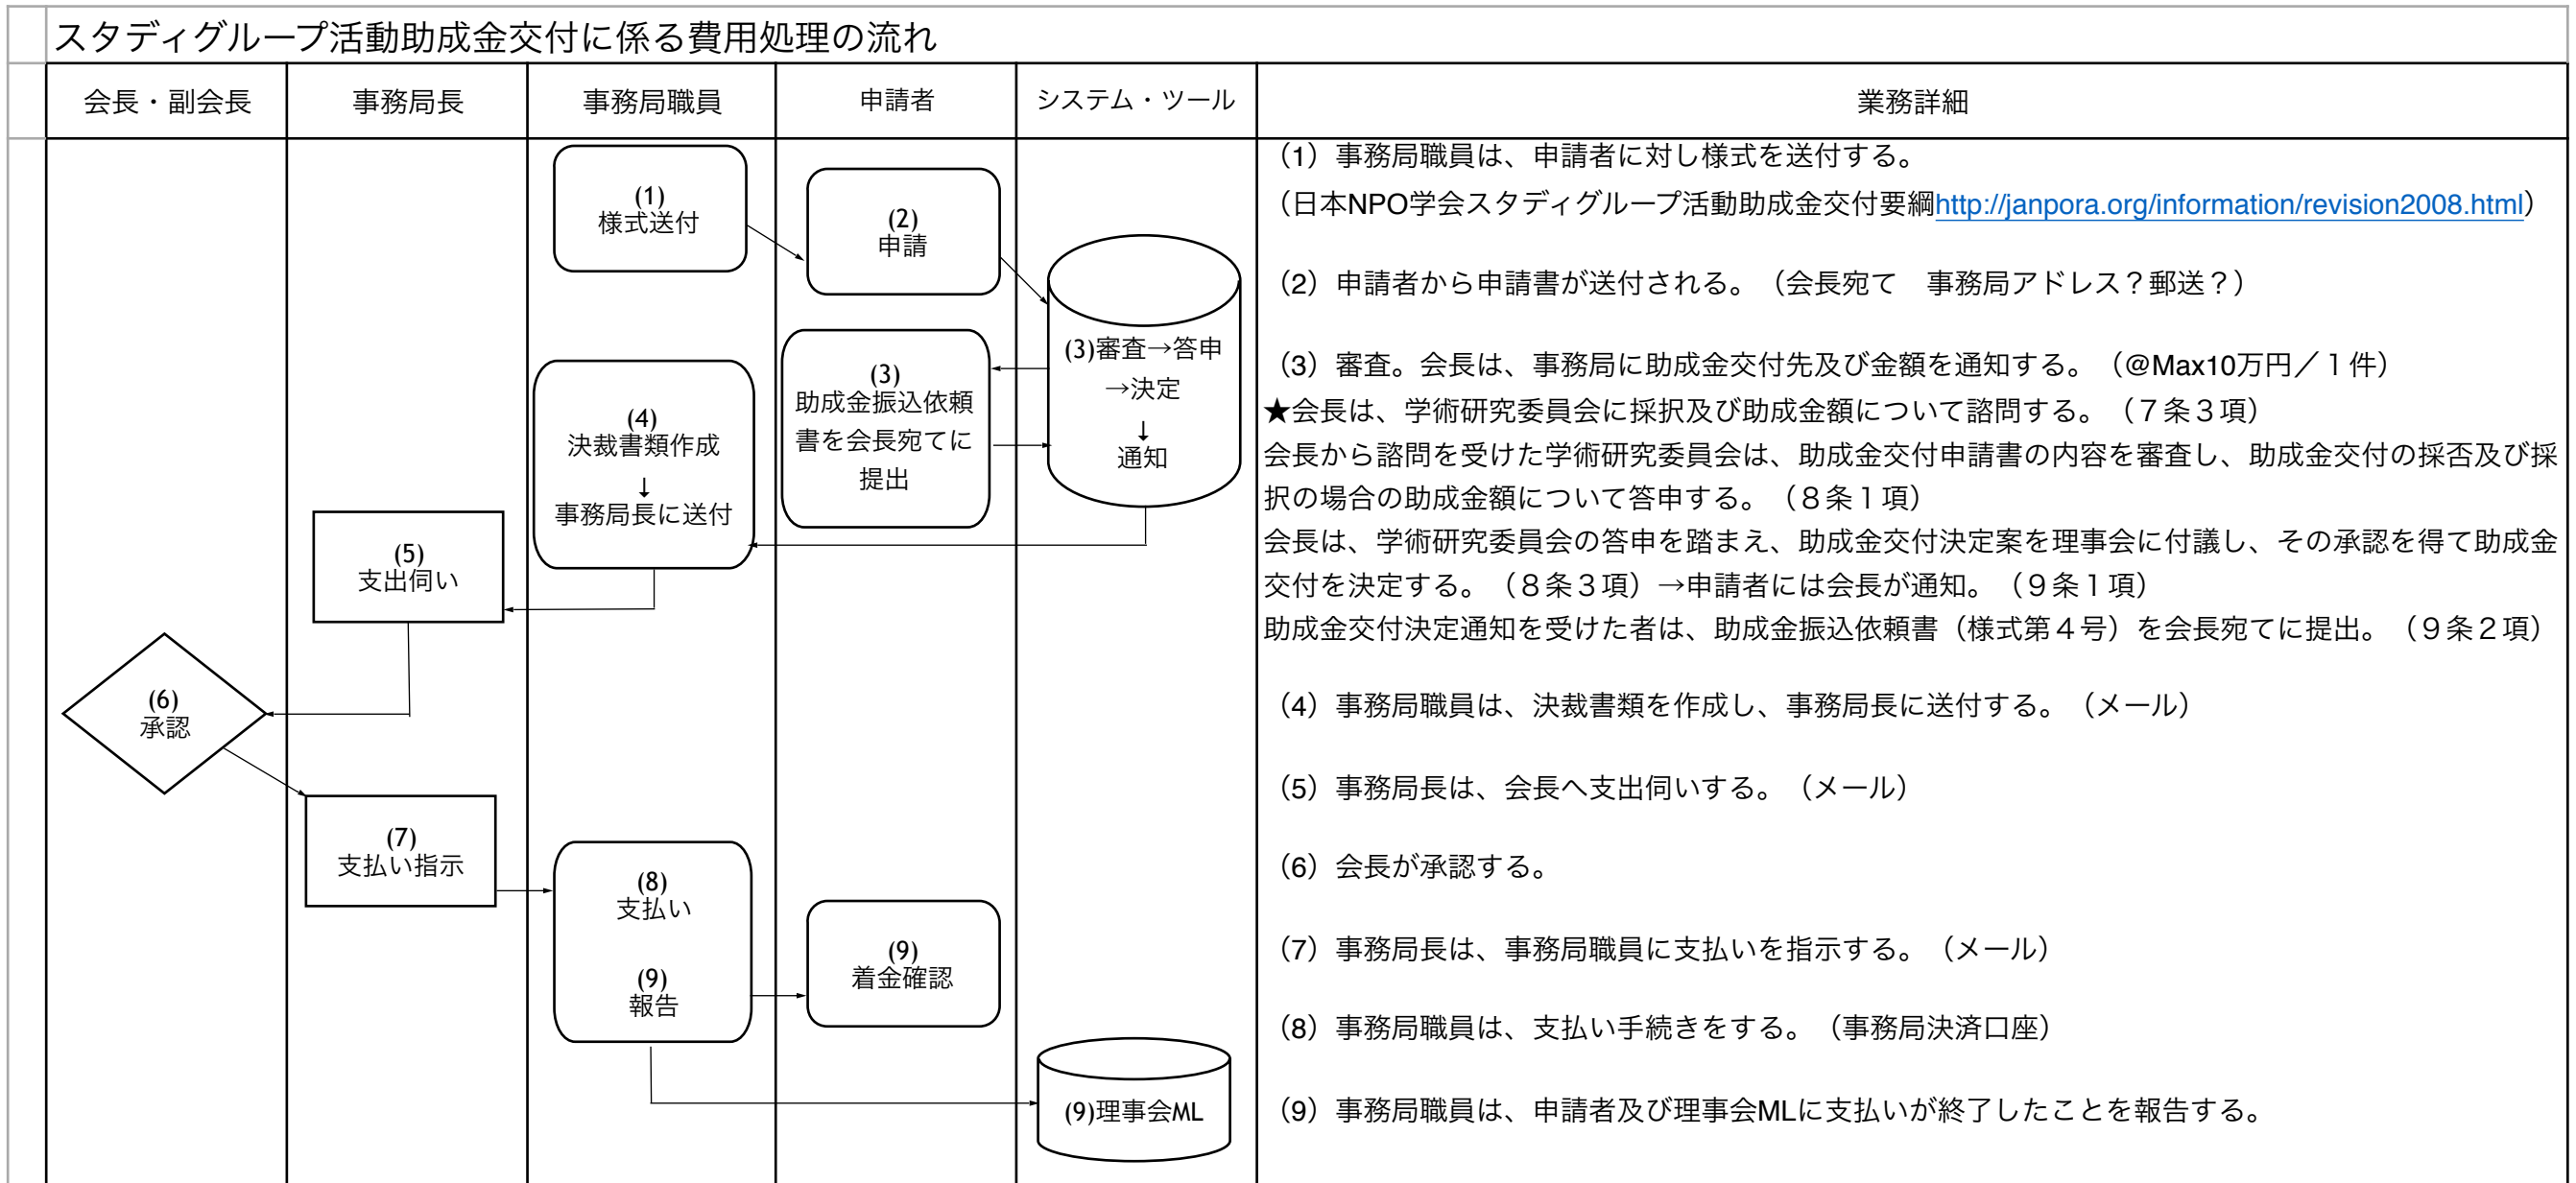 スタディグループ活動助成金交付に係る費用処理の流れ
会長・副会長
事務局長
事務局職員
申請者
システム・ツール
業務詳細
(1)
様式送付
(2)
申請
(3)審査→答申
→決定
↓
通知
(3)
助成金振込依頼
書を会長宛てに
提出
(4)
決裁書類作成
↓
事務局長に送付
(5)
支出伺い
(6)
承認
(7)
支払い指示
(8)
支払い
(9)
報告
(9)
着金確認
(9)理事会ML
（1）事務局職員は、申請者に対し様式を送付する。
（日本NPO学会スタディグループ活動助成金交付要綱http://janpora.org/information/revision2008.html）
（2）申請者から申請書が送付される。（会長宛て　事務局アドレス？郵送？）
（3）審査。会長は、事務局に助成金交付先及び金額を通知する。（@Max10万円／１件）
★会長は、学術研究委員会に採択及び助成金額について諮問する。（７条３項）
会長から諮問を受けた学術研究委員会は、助成金交付申請書の内容を審査し、助成金交付の採否及び採
択の場合の助成金額について答申する。（８条１項）
会長は、学術研究委員会の答申を踏まえ、助成金交付決定案を理事会に付議し、その承認を得て助成金
交付を決定する。（８条３項）→申請者には会長が通知。（９条１項）
助成金交付決定通知を受けた者は、助成金振込依頼書（様式第４号）を会長宛てに提出。（９条２項）
（4）事務局職員は、決裁書類を作成し、事務局長に送付する。（メール）
（5）事務局長は、会長へ支出伺いする。（メール）
（6）会長が承認する。
（7）事務局長は、事務局職員に支払いを指示する。（メール）
（8）事務局職員は、支払い手続きをする。（事務局決済口座）
（9）事務局職員は、申請者及び理事会MLに支払いが終了したことを報告する。